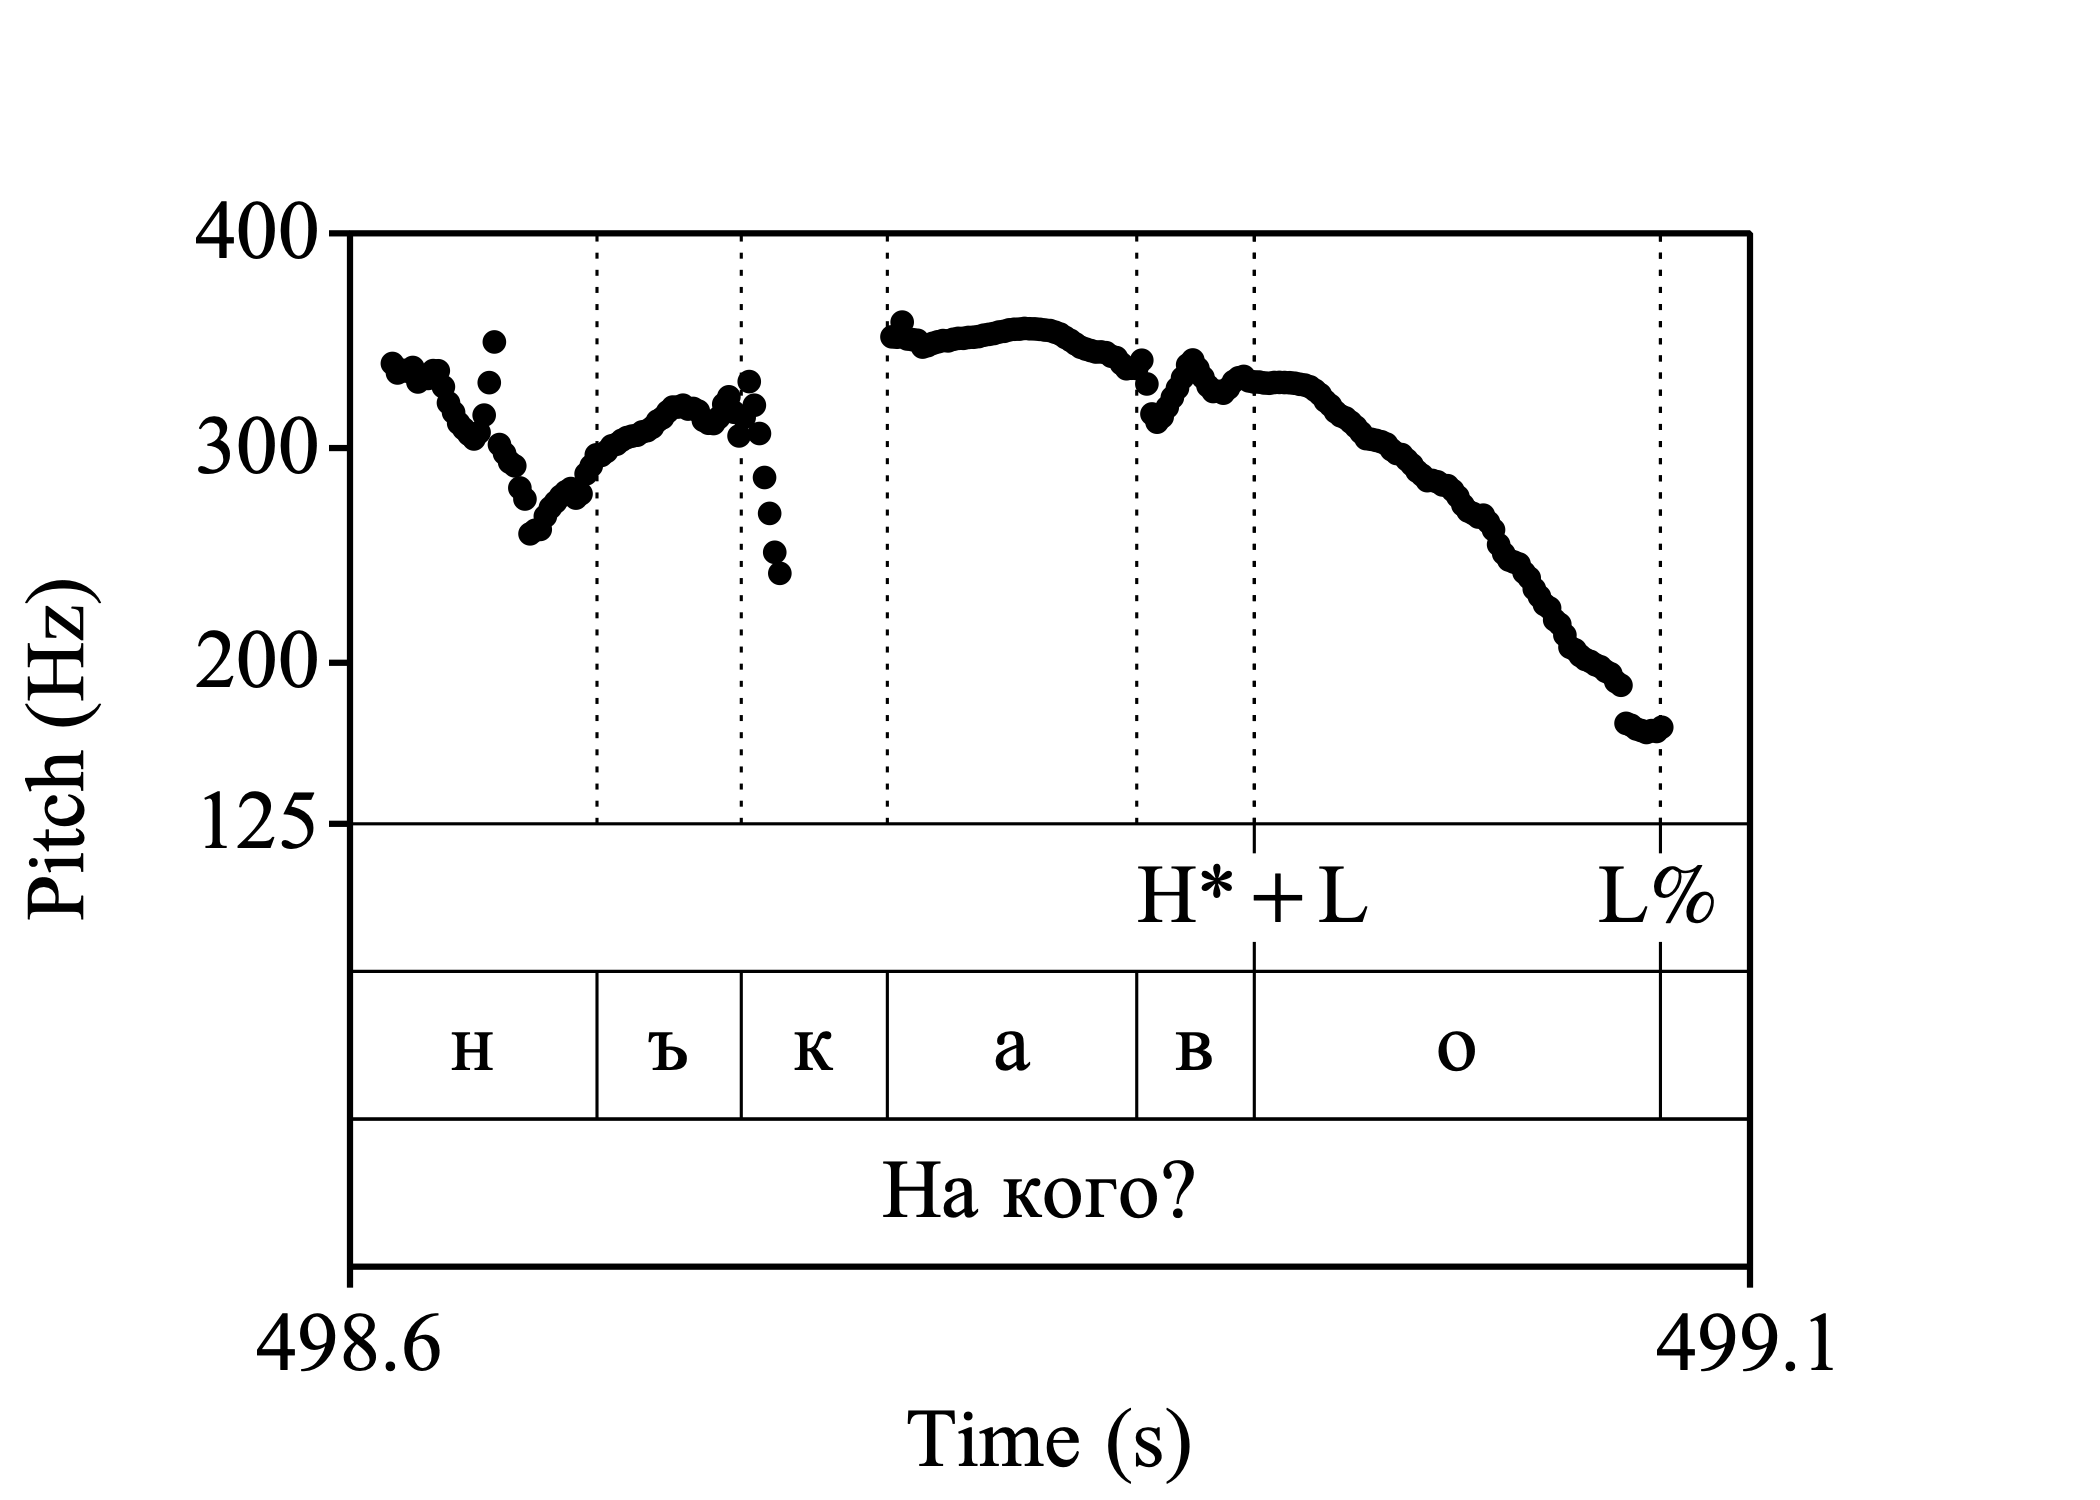 400
300
200
125
Pitch (Hz)
H* + L L%
н ъ к а в о
На кого?
498.6 499.1
Time (s)